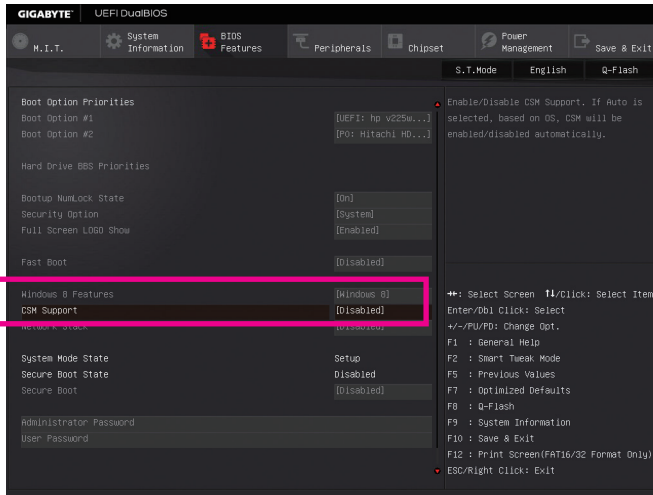 GIGABYTE™ UEFI DualBIOS
M.I.T. System Information BIOS Features Peripherals Chipset Power Management Save & Exit
S.T.Mode English Q-Flash
Boot Option Priorities
Boot Option #1 [UEFI: hp v225w...]
Boot Option #2 [P0: Hitachi HD...]
Hard Drive BBS Priorities
Bootup NumLock State [On]
Security Option [System]
Full Screen LOGO Show [Enabled]
Fast Boot [Disabled]
Windows 8 Features [Windows 8]
CSM Support [Disabled]
Network Stack [Disabled]
System Mode State Setup
Secure Boot State Disabled
Secure Boot [Disabled]
Administrator Password
User Password
Enable/Disable CSM Support. If Auto is
selected, based on OS, CSM will be
enabled/disabled automatically.
→←: Select Screen ↑↓/Click: Select Item
Enter/Dbl Click: Select
+/-/PU/PD: Change Opt.
F1 : General Help
F2 : Smart Tweak Mode
F5 : Previous Values
F7 : Optimized Defaults
F8 : Q-Flash
F9 : System Information
F10 : Save & Exit
F12 : Print Screen(FAT16/32 Format Only)
ESC/Right Click: Exit